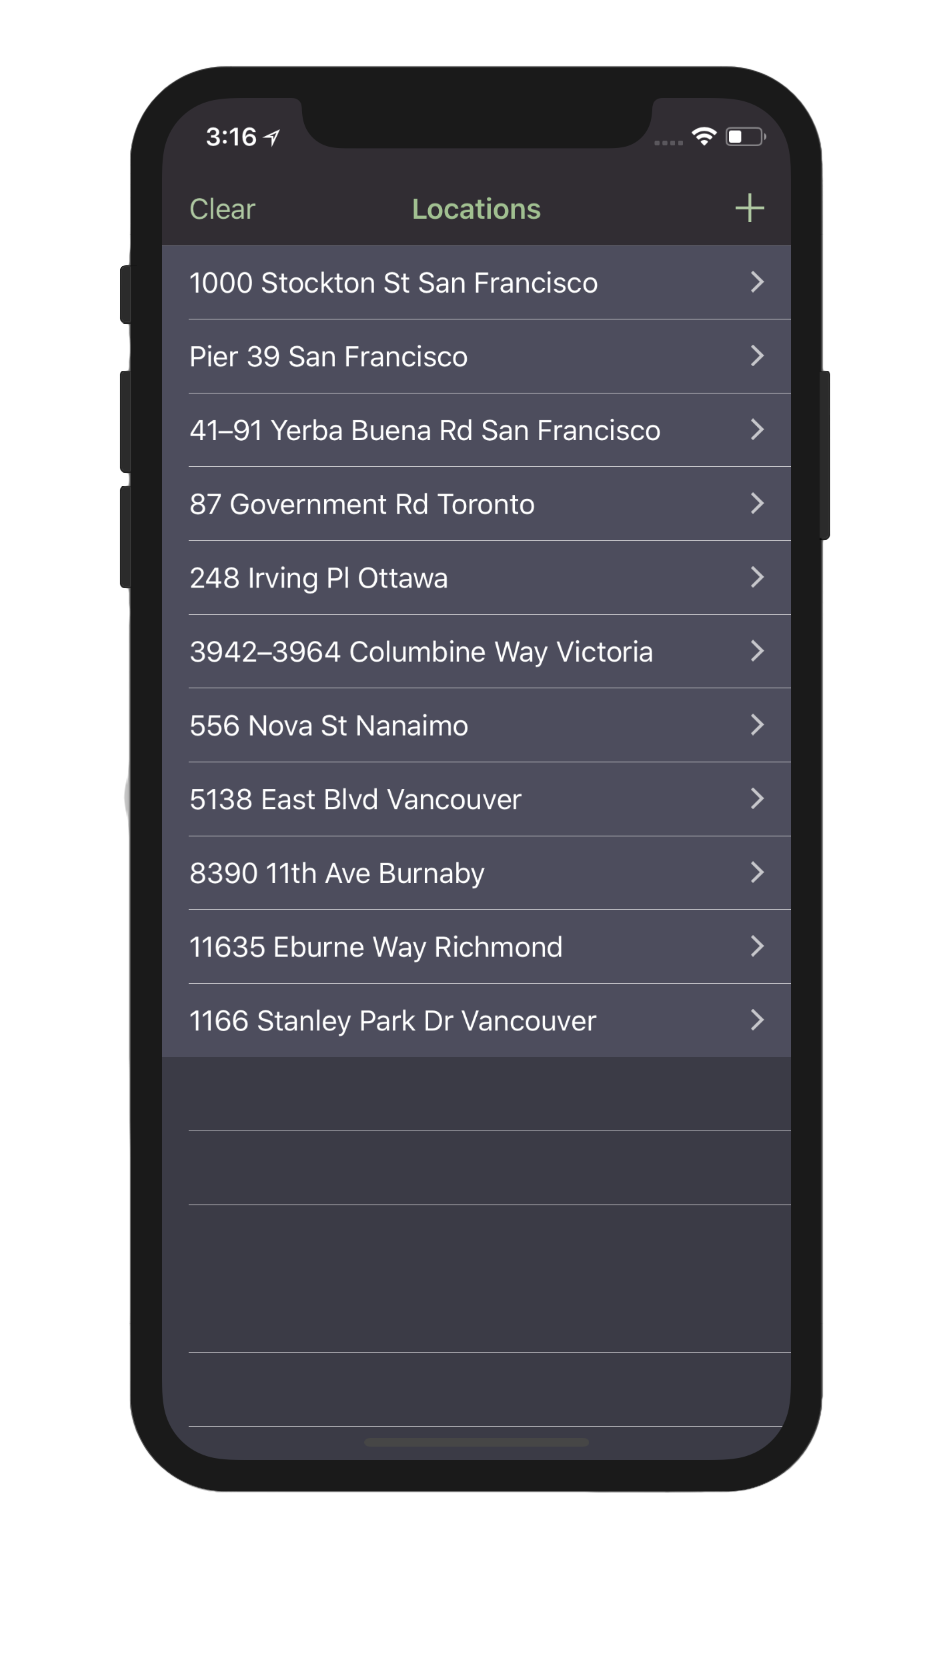 3:16
Clear Locations +
1000 Stockton St San Francisco
Pier 39 San Francisco
41–91 Yerba Buena Rd San Francisco
87 Government Rd Toronto
248 Irving Pl Ottawa
3942–3964 Columbine Way Victoria
556 Nova St Nanaimo
5138 East Blvd Vancouver
8390 11th Ave Burnaby
11635 Eburne Way Richmond
1166 Stanley Park Dr Vancouver